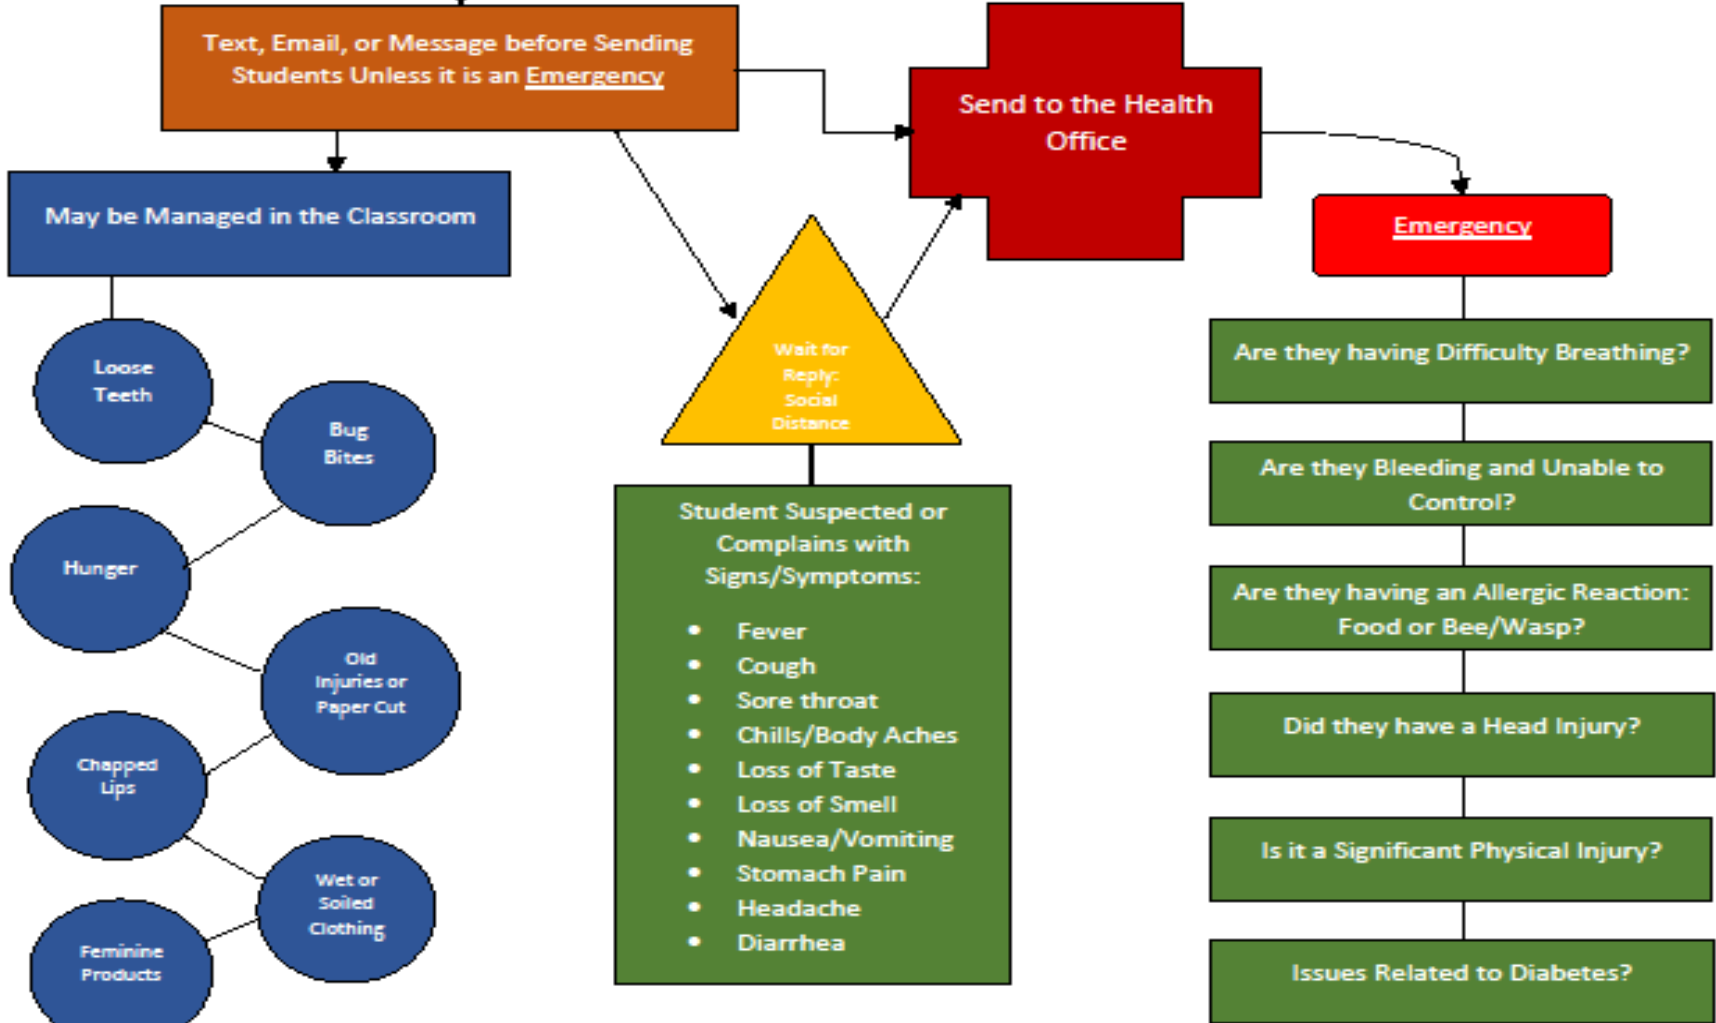 Text, Email, or Message before Sending
Students Unless it is an Emergency
Send to the Health
Office
May be Managed in the Classroom
Emergency
Loose
Teeth
Bug
Bites
Hunger
Old
Injuries or
Paper Cut
Chapped
Lips
Wet or
Soiled
Clothing
Feminine
Products
Wait for
Reply:
Social
Distance
Student Suspected or
Complains with
Signs/Symptoms:
• Fever
• Cough
• Sore throat
• Chills/Body Aches
• Loss of Taste
• Loss of Smell
• Nausea/Vomiting
• Stomach Pain
• Headache
• Diarrhea
Are they having Difficulty Breathing?
Are they Bleeding and Unable to
Control?
Are they having an Allergic Reaction:
Food or Bee/Wasp?
Did they have a Head Injury?
Is it a Significant Physical Injury?
Issues Related to Diabetes?